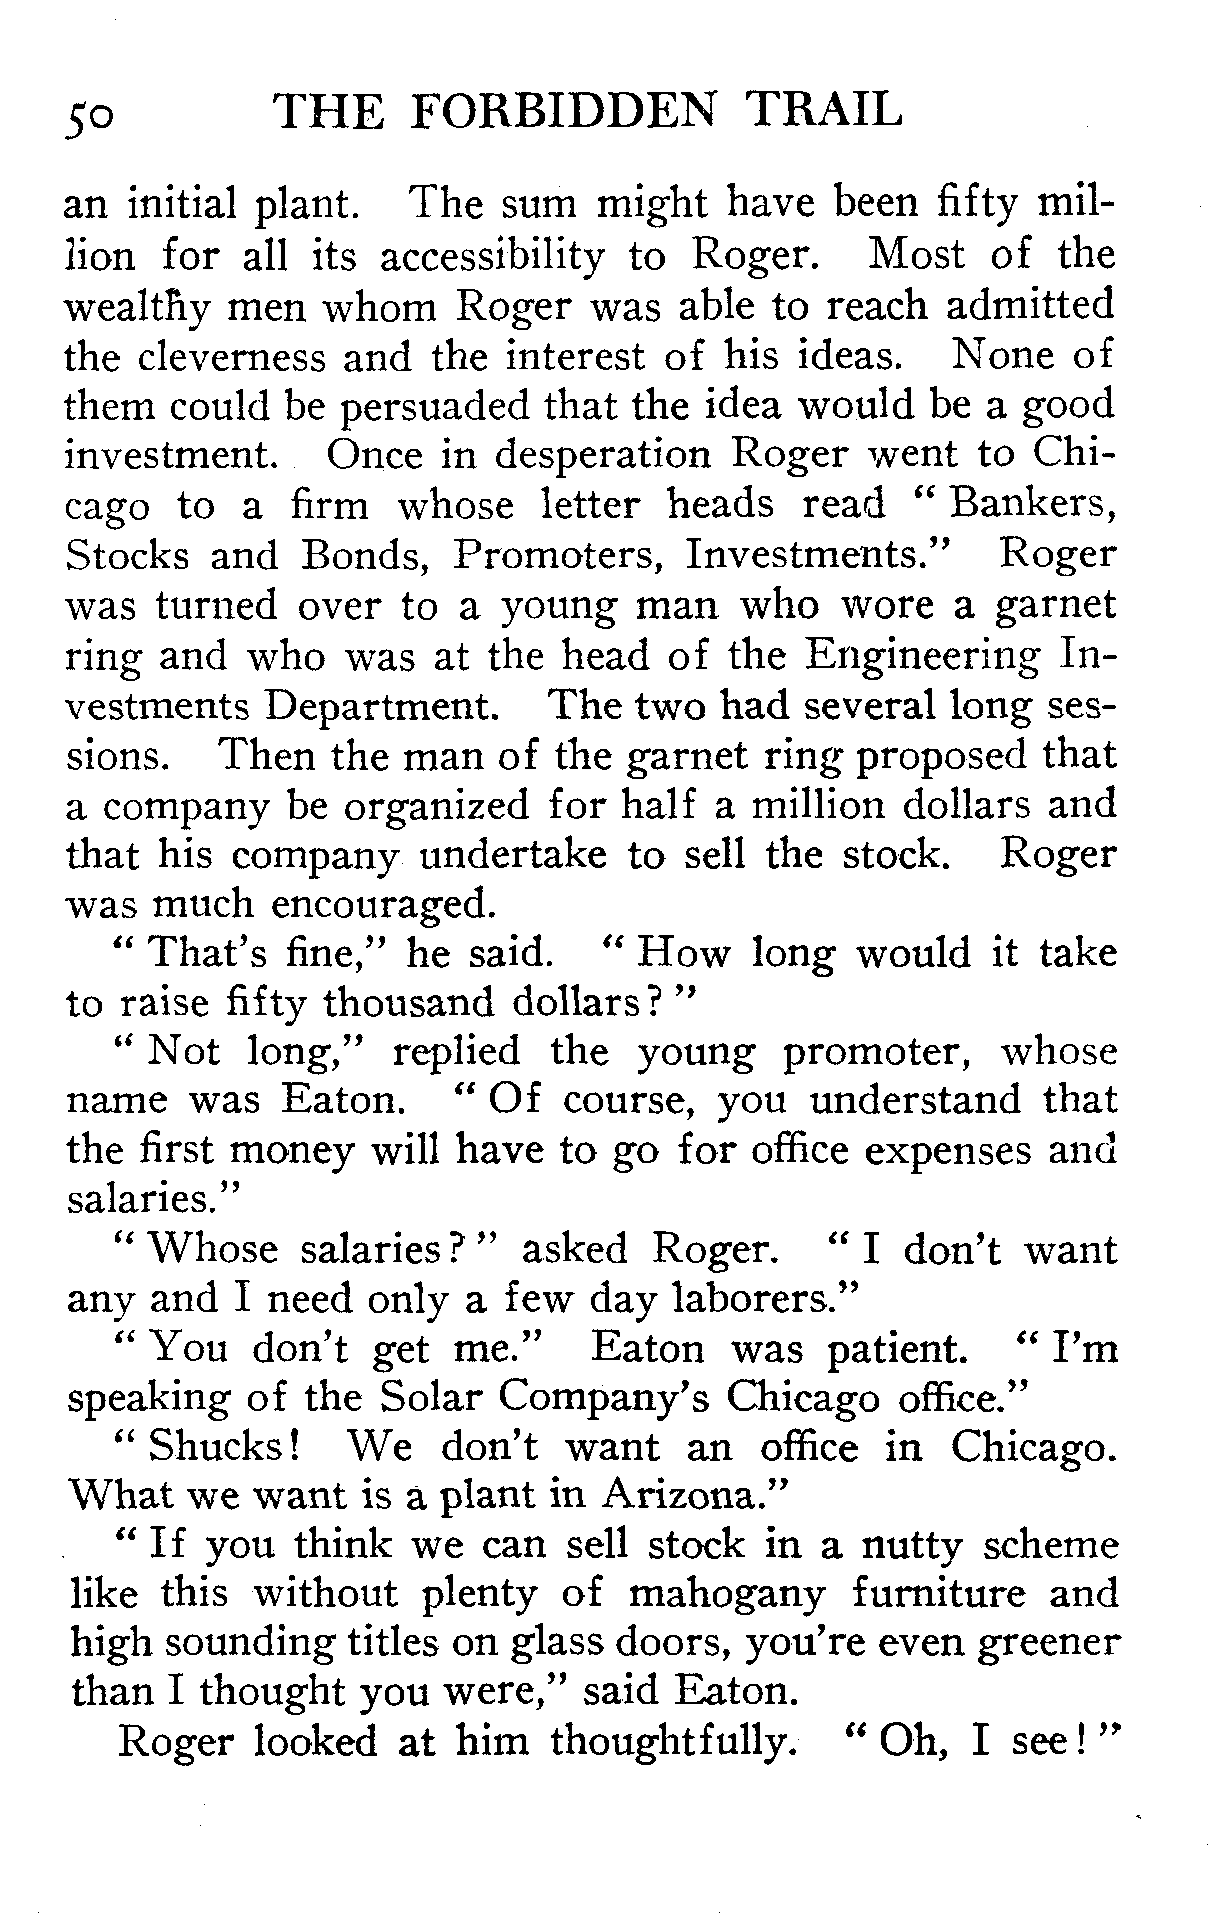 50 THE FORBIDDEN TRAIL
an initial plant. The sum might have been fifty mil-
lion for all its accessibility to Roger. Most of the
wealthy men whom Roger was able to reach admitted
the cleverness and the interest of his ideas. None of
them could be persuaded that the idea would be a good
investment. Once in desperation Roger went to Chi-
cago to a firm whose letter heads read " Bankers,
Stocks and Bonds, Promoters, Investments." Roger
was turned over to a young man who wore a garnet
ring and who was at the head of the Engineering In-
vestments Department. The two had several long ses-
sions. Then the man of the garnet ring proposed that
a company be organized for half a million dollars and
that his company undertake to sell the stock. Roger
was much encouraged.
" That's fine," he said. " How long would it take
to raise fifty thousand dollars? "
" Not long," replied the young promoter, whose
name was Eaton. " Of course, you understand that
the first money will have to go for office expenses and
salaries."
" Whose salaries? " asked Roger. " I don't want
any and I need only a few day laborers."
" You don't get me." Eaton was patient. " I'm
speaking of the Solar Company's Chicago office."
" Shucks! We don't want an office in Chicago.
What we want is a plant in Arizona."
" If you think we can sell stock in a nutty scheme
like this without plenty of mahogany furniture and
high sounding titles on glass doors, you're even greener
than I thought you were," said Eaton.
Roger looked at him thoughtfully. " Oh, I see! "